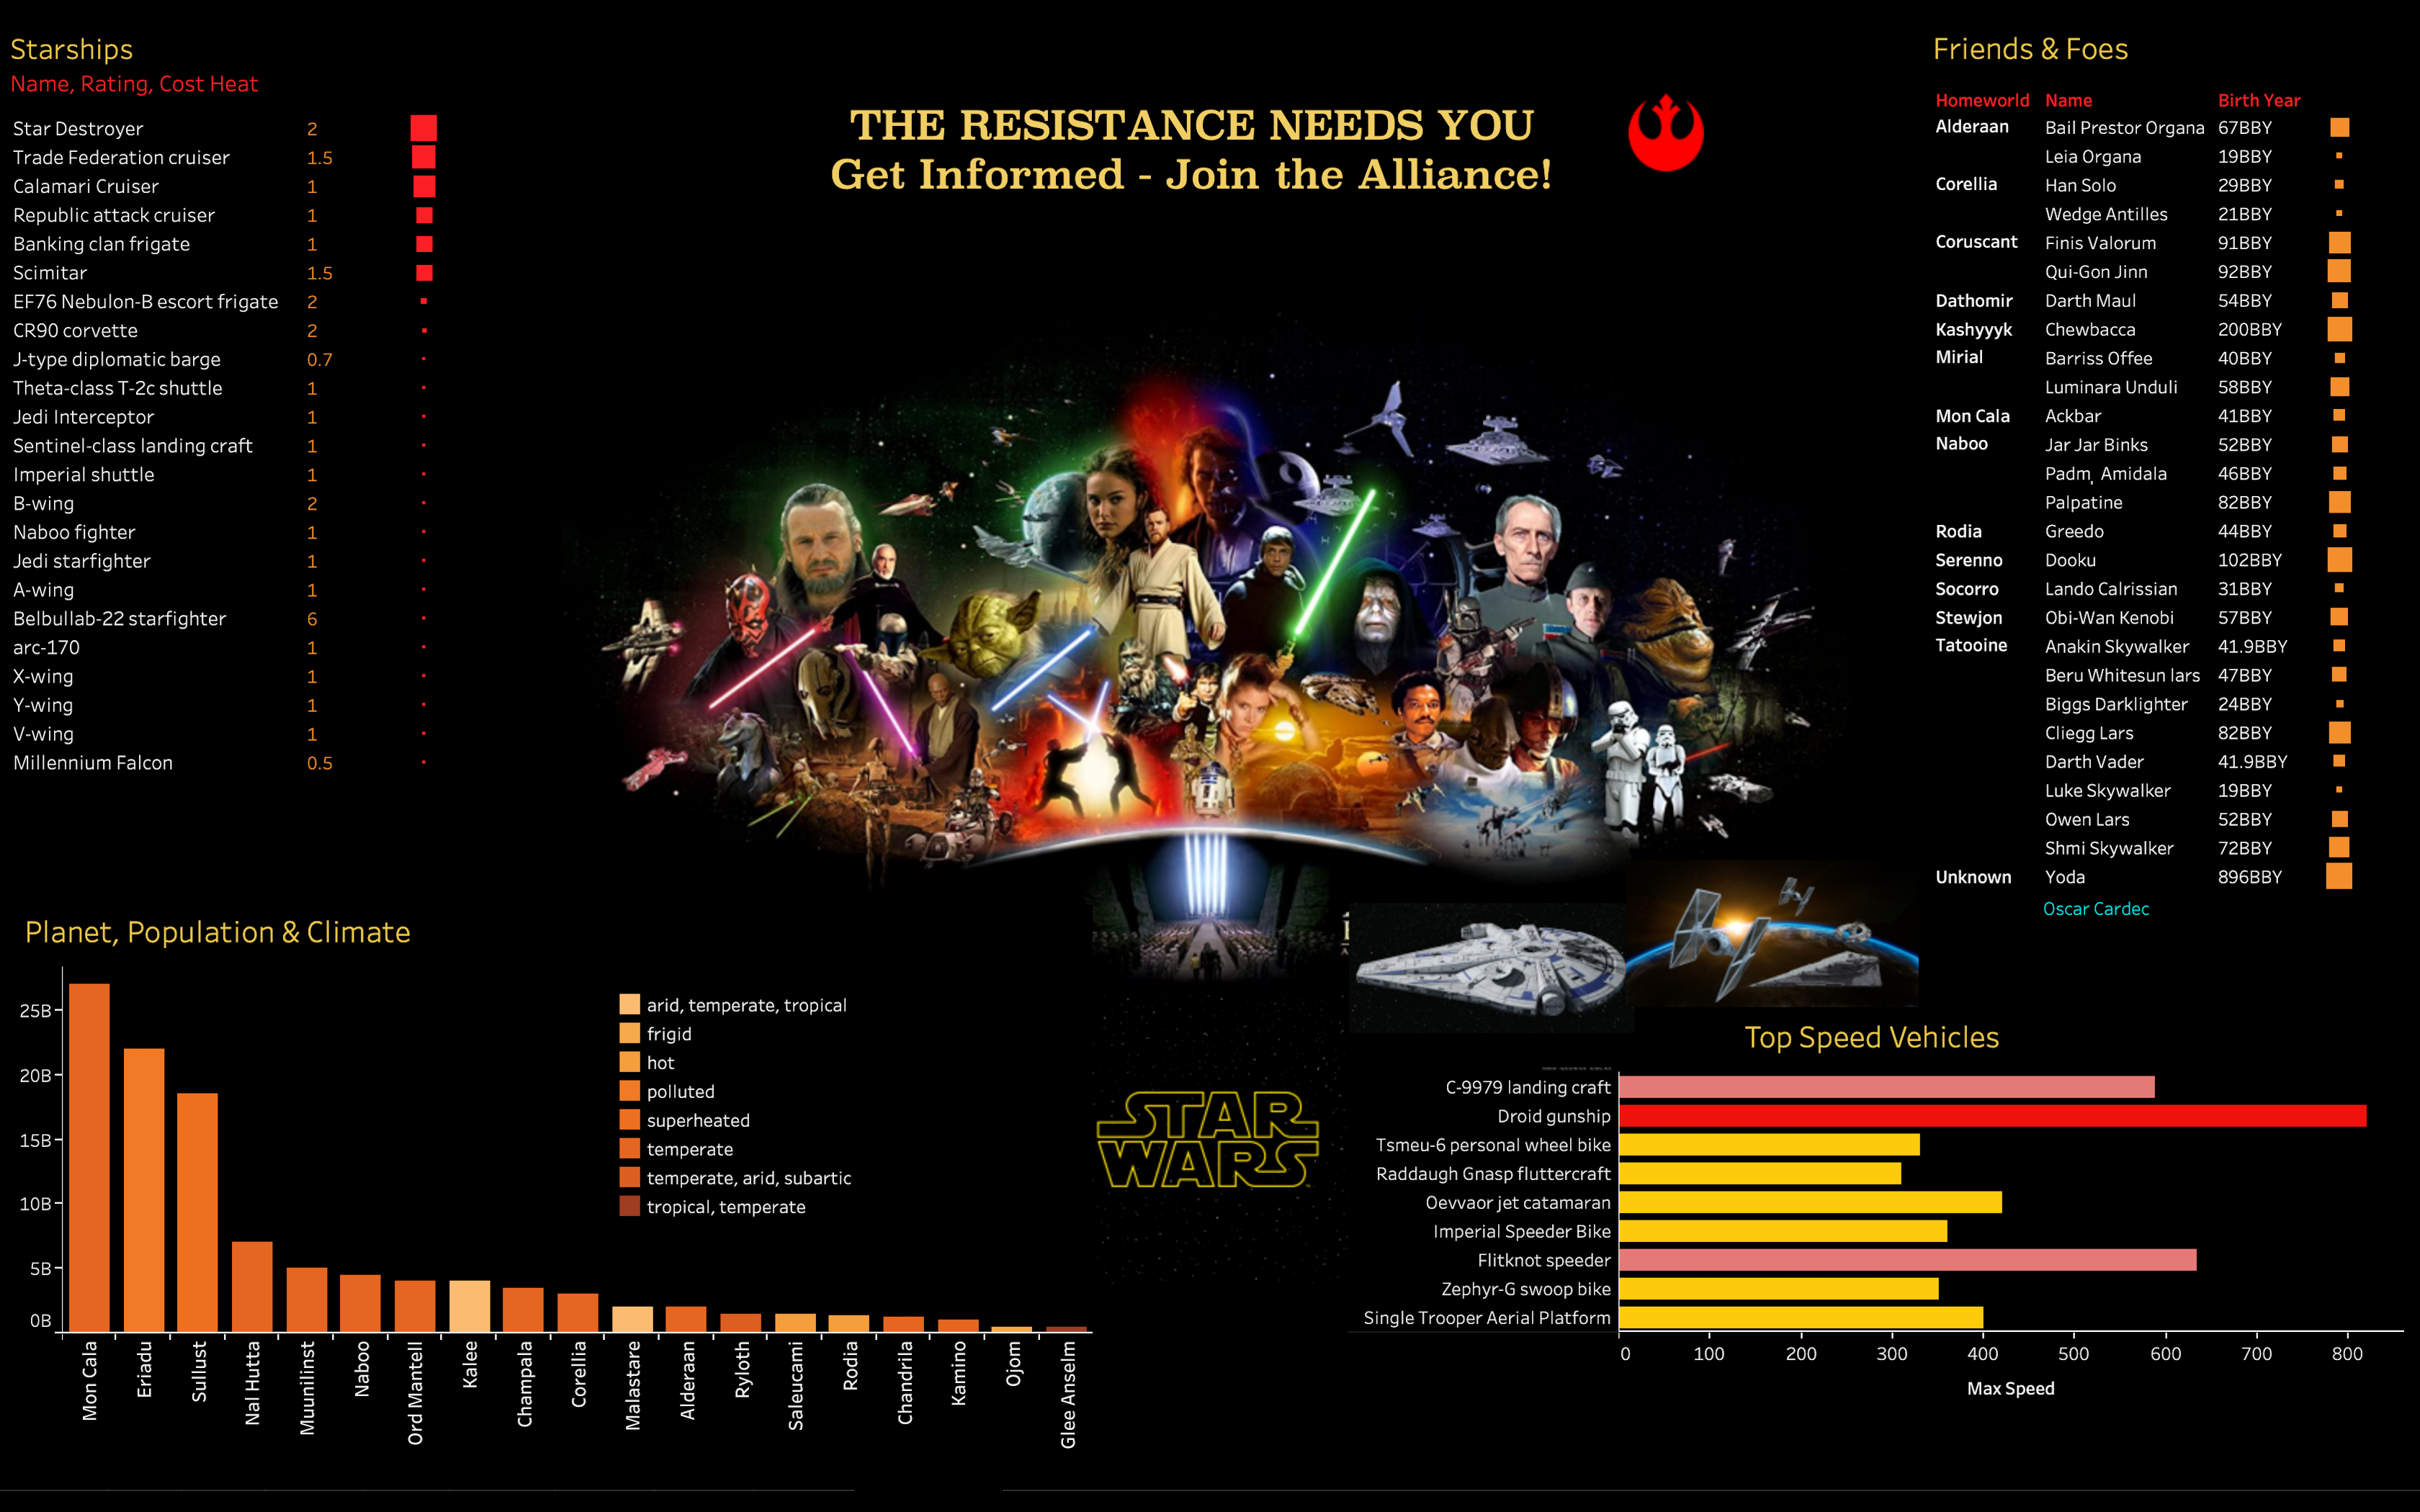 Starships
Name, Rating, Cost Heat
Star Destroyer 2
Trade Federation cruiser 1.5
Calamari Cruiser 1
Republic attack cruiser 1
Banking clan frigate 1
Scimitar 1.5
EF76 Nebulon-B escort frigate 2
CR90 corvette 2
J-type diplomatic barge 0.7
Theta-class T-2c shuttle 1
Jedi Interceptor 1
Sentinel-class landing craft 1
Imperial shuttle 1
B-wing 2
Naboo fighter 1
Jedi starfighter 1
A-wing 1
Belbullab-22 starfighter 6
arc-170 1
X-wing 1
Y-wing 1
V-wing 1
Millennium Falcon 0.5
THE RESISTANCE NEEDS YOU
Get Informed - Join the Alliance!
Friends & Foes
Homeworld Name Birth Year
Alderaan Bail Prestor Organa 67BBY
Leia Organa 19BBY
Corellia Han Solo 29BBY
Wedge Antilles 21BBY
Coruscant Finis Valorum 91BBY
Qui-Gon Jinn 92BBY
Dathomir Darth Maul 54BBY
Kashyyyk Chewbacca 200BBY
Mirial Barriss Offee 40BBY
Luminara Unduli 58BBY
Mon Cala Ackbar 41BBY
Naboo Jar Jar Binks 52BBY
Padm¸ Amidala 46BBY
Palpatine 82BBY
Rodia Greedo 44BBY
Serenno Dooku 102BBY
Socorro Lando Calrissian 31BBY
Stewjon Obi-Wan Kenobi 57BBY
Tatooine Anakin Skywalker 41.9BBY
Beru Whitesun lars 47BBY
Biggs Darklighter 24BBY
Cliegg Lars 82BBY
Darth Vader 41.9BBY
Luke Skywalker 19BBY
Owen Lars 52BBY
Shmi Skywalker 72BBY
Unknown Yoda 896BBY
Oscar Cardec
Planet, Population & Climate
25B
20B
15B
10B
5B
0B
Mon Cala
Eriadu
Sullust
Nal Hutta
Muunilinst
Naboo
Ord Mantell
Kalee
Champala
Corellia
Malastare
Alderaan
Ryloth
Saleucami
Rodia
Chandrila
Kamino
Ojom
Glee Anselm
arid, temperate, tropical
frigid
hot
polluted
superheated
temperate
temperate, arid, subartic
tropical, temperate
STAR
WARS
Top Speed Vehicles
C-9979 landing craft
Droid gunship
Tsmeu-6 personal wheel bike
Raddaugh Gnasp fluttercraft
Oevvaor jet catamaran
Imperial Speeder Bike
Flitknot speeder
Zephyr-G swoop bike
Single Trooper Aerial Platform
0 100 200 300 400 500 600 700 800
Max Speed